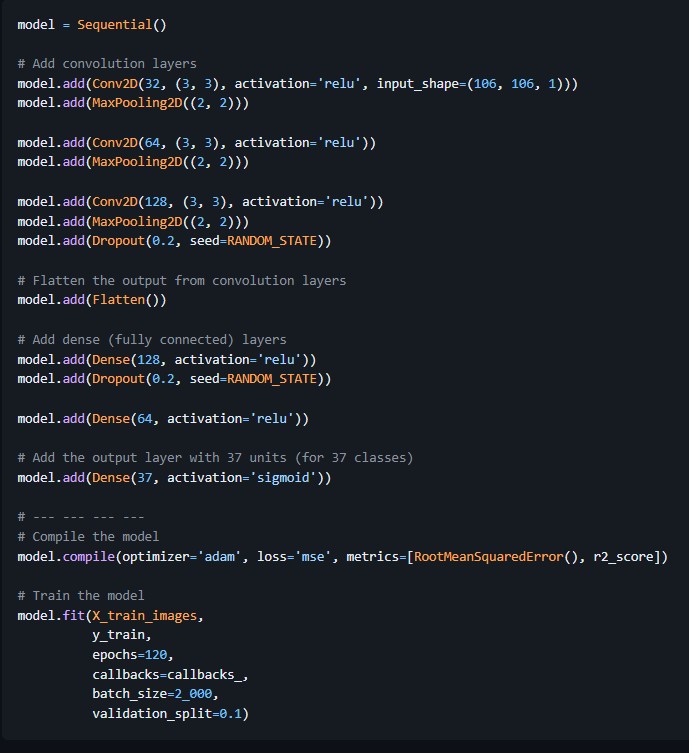 model = Sequential()
# Add convolution layers
model.add(Conv2D(32, (3, 3), activation='relu', input_shape=(106, 106, 1)))
model.add(MaxPooling2D((2, 2)))
model.add(Conv2D(64, (3, 3), activation='relu'))
model.add(MaxPooling2D((2, 2)))
model.add(Conv2D(128, (3, 3), activation='relu'))
model.add(MaxPooling2D((2, 2)))
model.add(Dropout(0.2, seed=RANDOM_STATE))
# Flatten the output from convolution layers
model.add(Flatten())
# Add dense (fully connected) layers
model.add(Dense(128, activation='relu'))
model.add(Dropout(0.2, seed=RANDOM_STATE))
model.add(Dense(64, activation='relu'))
# Add the output layer with 37 units (for 37 classes)
model.add(Dense(37, activation='sigmoid'))
# --- --- --- ---
# Compile the model
model.compile(optimizer='adam', loss='mse', metrics=[RootMeanSquaredError(), r2_score])
# Train the model
model.fit(X_train_images,
y_train,
epochs=120,
callbacks=callbacks_,
batch_size=2_000,
validation_split=0.1)